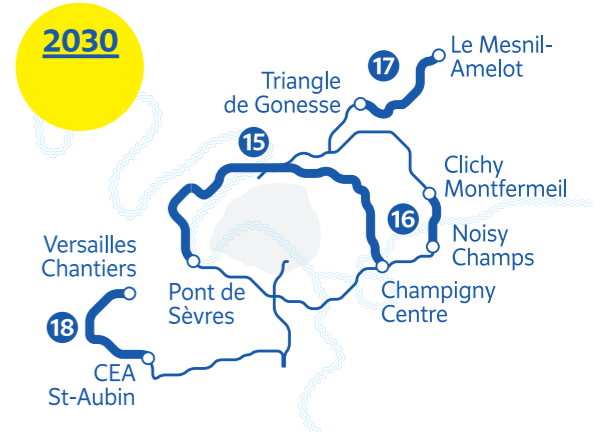 2030
17
Le Mesnil-
Amelot
Triangle
de Gonesse
15
Clichy
Montfermeil
16
Noisy
Champs
Versailles
Chantiers
Pont de
Sèvres
Champigny
Centre
18
CEA
St-Aubin